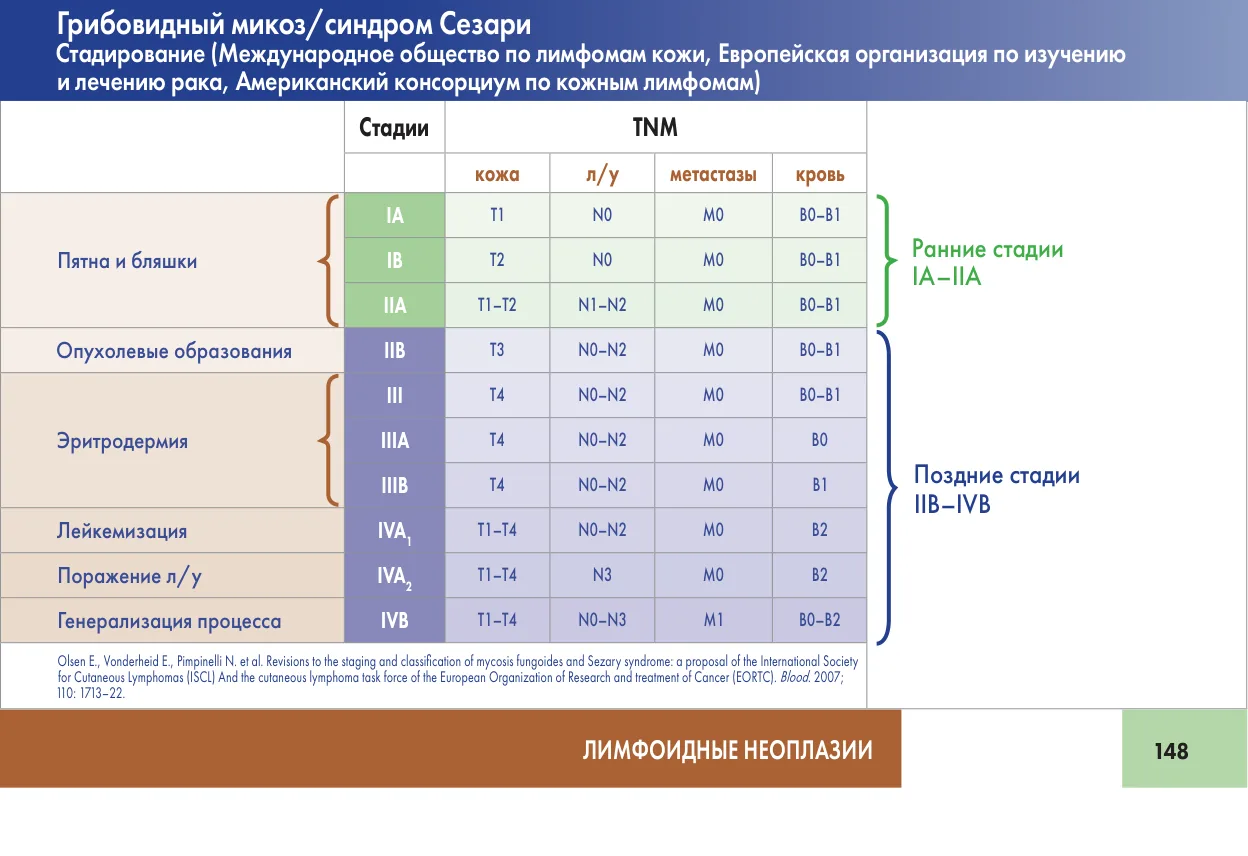 Грибовидный микоз/синдром Сезари
Стадирование (Международное общество по лимфомам кожи, Европейская организация по изучению
и лечению рака, Американский консорциум по кожным лимфомам)
Стадии TNM
кожа л/у метастазы кровь
IA T1 N0 M0 B0–B1
Пятна и бляшки IB T2 N0 M0 B0–B1
IIA T1–T2 N1–N2 M0 B0–B1
Ранние стадии
IA–IIA
Опухолевые образования IIB T3 N0–N2 M0 B0–B1
III T4 N0–N2 M0 B0–B1
Эритродермия IIIA T4 N0–N2 M0 B0
IIIB T4 N0–N2 M0 B1
Лейкемизация IVA1 T1–T4 N0–N2 M0 B2
Поражение л/у IVA2 T1–T4 N3 M0 B2
Генерализация процесса IVB T1–T4 N0–N3 M1 B0–B2
Поздние стадии
IIB–IVB
Olsen E., Vonderheid E., Pimpinelli N. et al. Revisions to the staging and classification of mycosis fungoides and Sezary syndrome: a proposal of the International Society
for Cutaneous Lymphomas (ISCL) And the cutaneous lymphoma task force of the European Organization of Research and treatment of Cancer (EORTC). Blood. 2007;
110: 1713–22.
ЛИМФОИДНЫЕ НЕОПЛАЗИИ
148